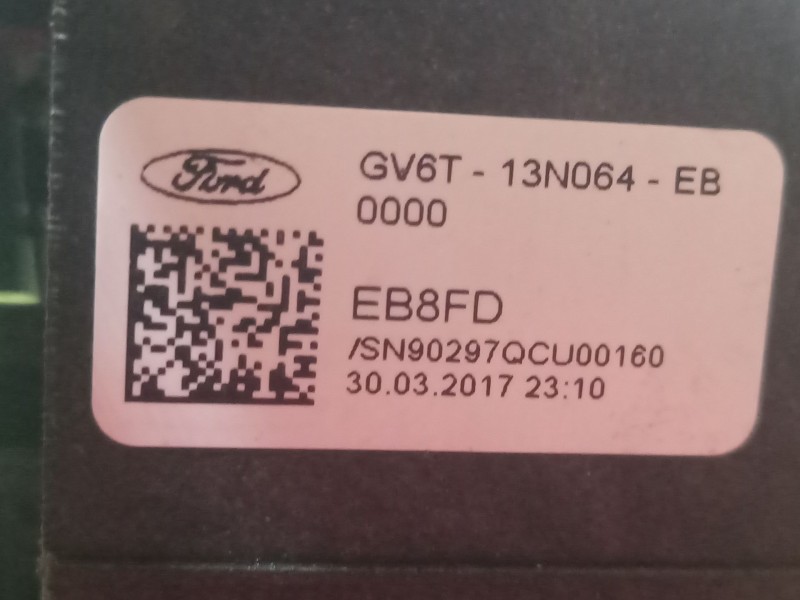 Ford
GV6T - 13N064 - EB
0000
EB8FD
/SN90297QCU00160
30.03.2017 23:10